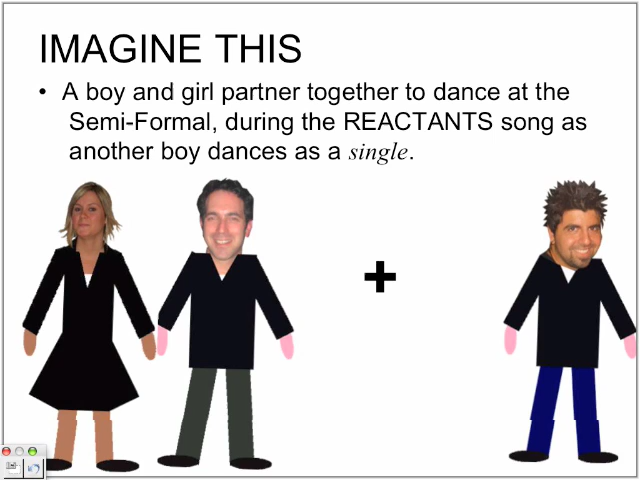 IMAGINE THIS
• A boy and girl partner together to dance at the
Semi-Formal, during the REACTANTS song as
another boy dances as a single.
+